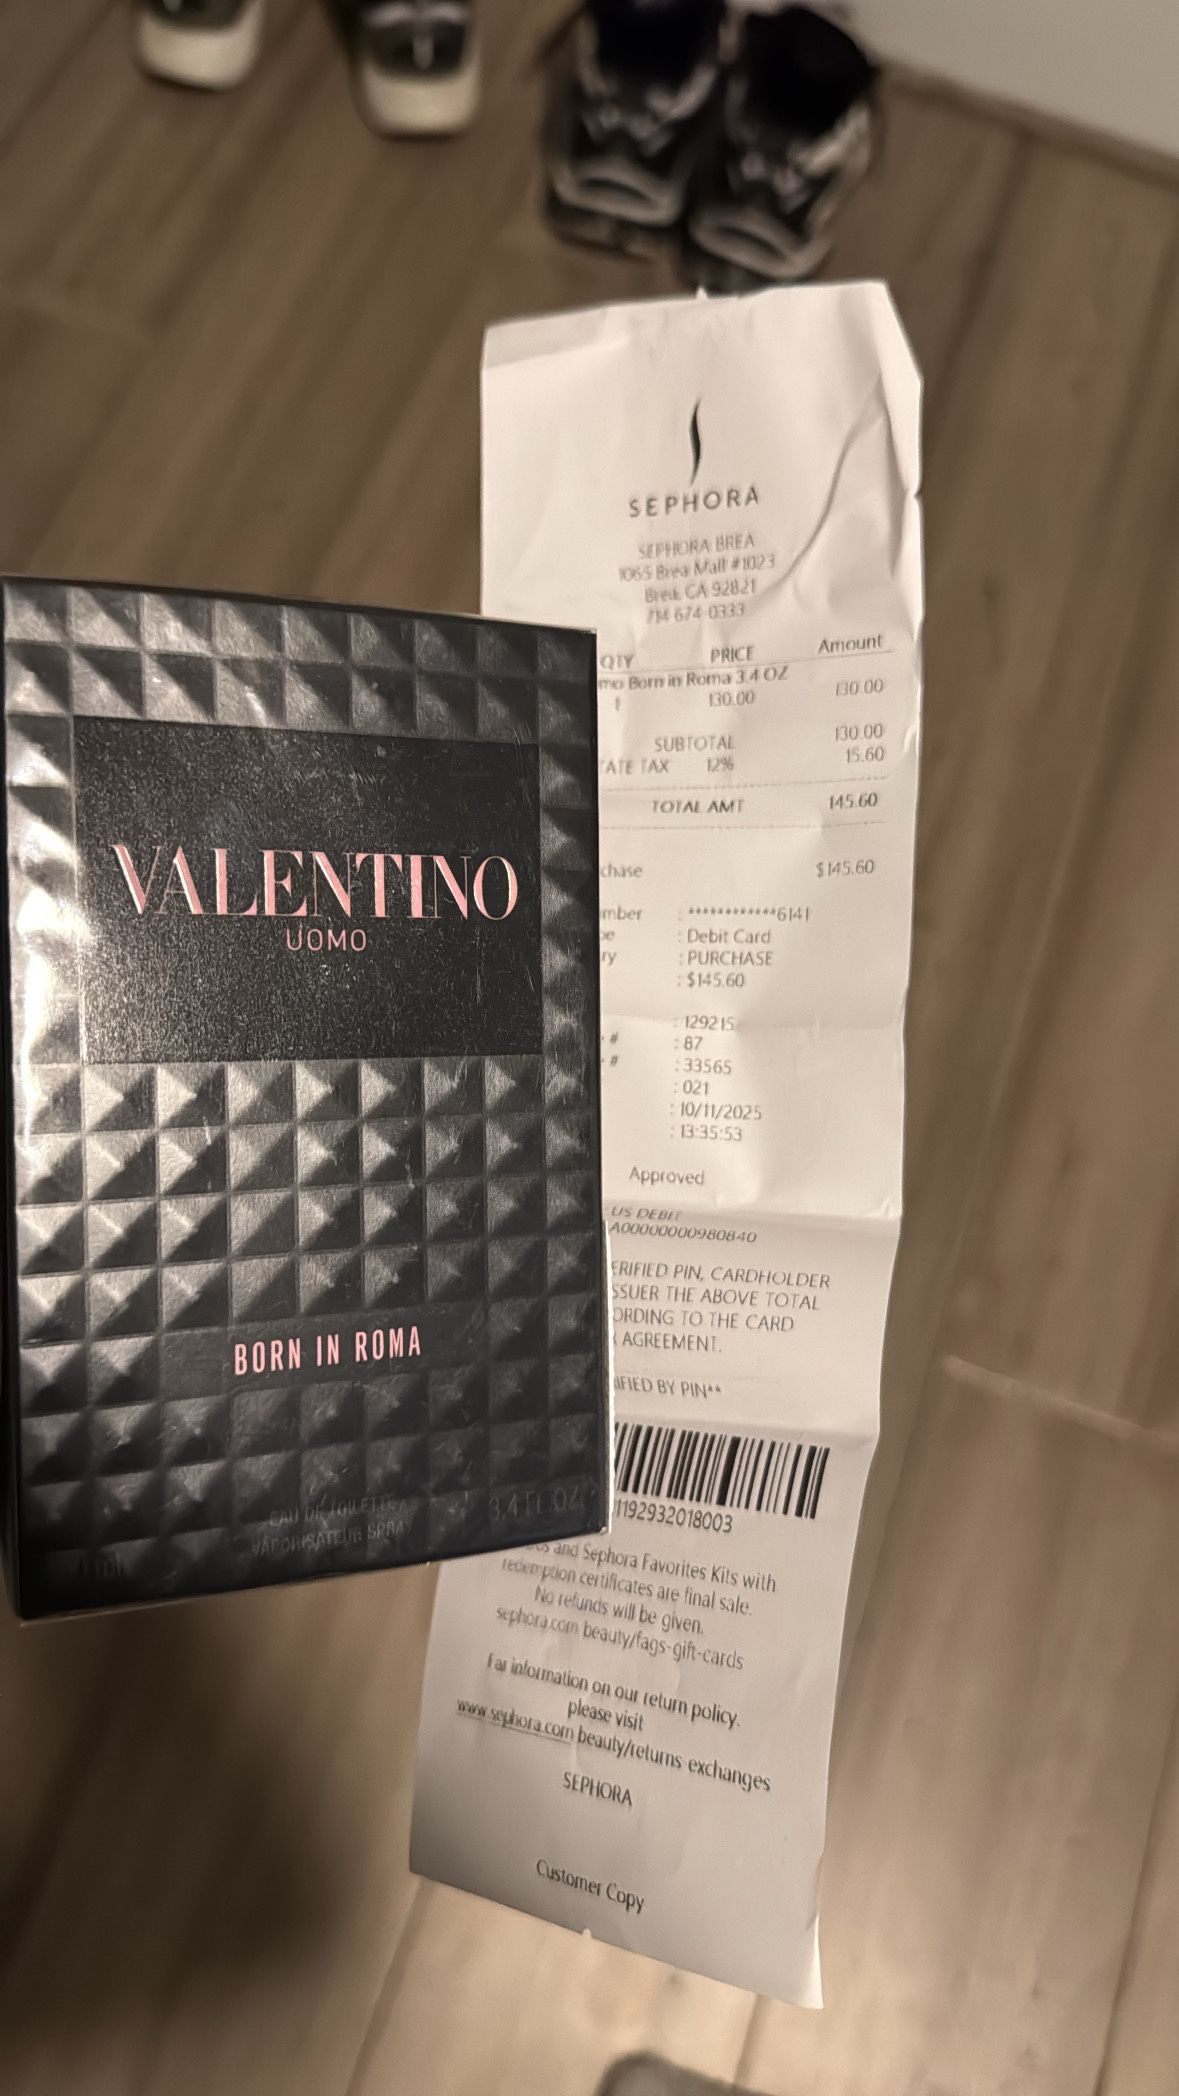 SEPHORA
SEPHORA BREA
1065 Brea Mall #1023
Brea, CA 92821
714 674-0333
QTY PRICE Amount
mo Born in Roma 3.4 OZ
1 130.00 130.00
SUBTOTAL 130.00
ATE TAX 12% 15.60
TOTAL AMT 145.60
chase $145.60
mber : ************6141
pe : Debit Card
ry : PURCHASE
: $145.60
: 129215
# : 87
# : 33565
: 021
: 10/11/2025
: 13:35:53
Approved
US DEBIT
A0000000980840
ERIFIED PIN, CARDHOLDER
SSUER THE ABOVE TOTAL
ORDING TO THE CARD
AGREEMENT.
IFIED BY PIN**
1192932018003
and Sephora Favorites Kits with
redemption certificates are final sale.
No refunds will be given.
sephora.com beauty/faqs-gift-cards
For information on our return policy.
please visit
www.sephora.com beauty/returns exchanges
SEPHORA
Customer Copy
VALENTINO
UOMO
BORN IN ROMA
EAU DE TOILETTE
VAPORISATEUR SPRAY
3.4 FL.OZ